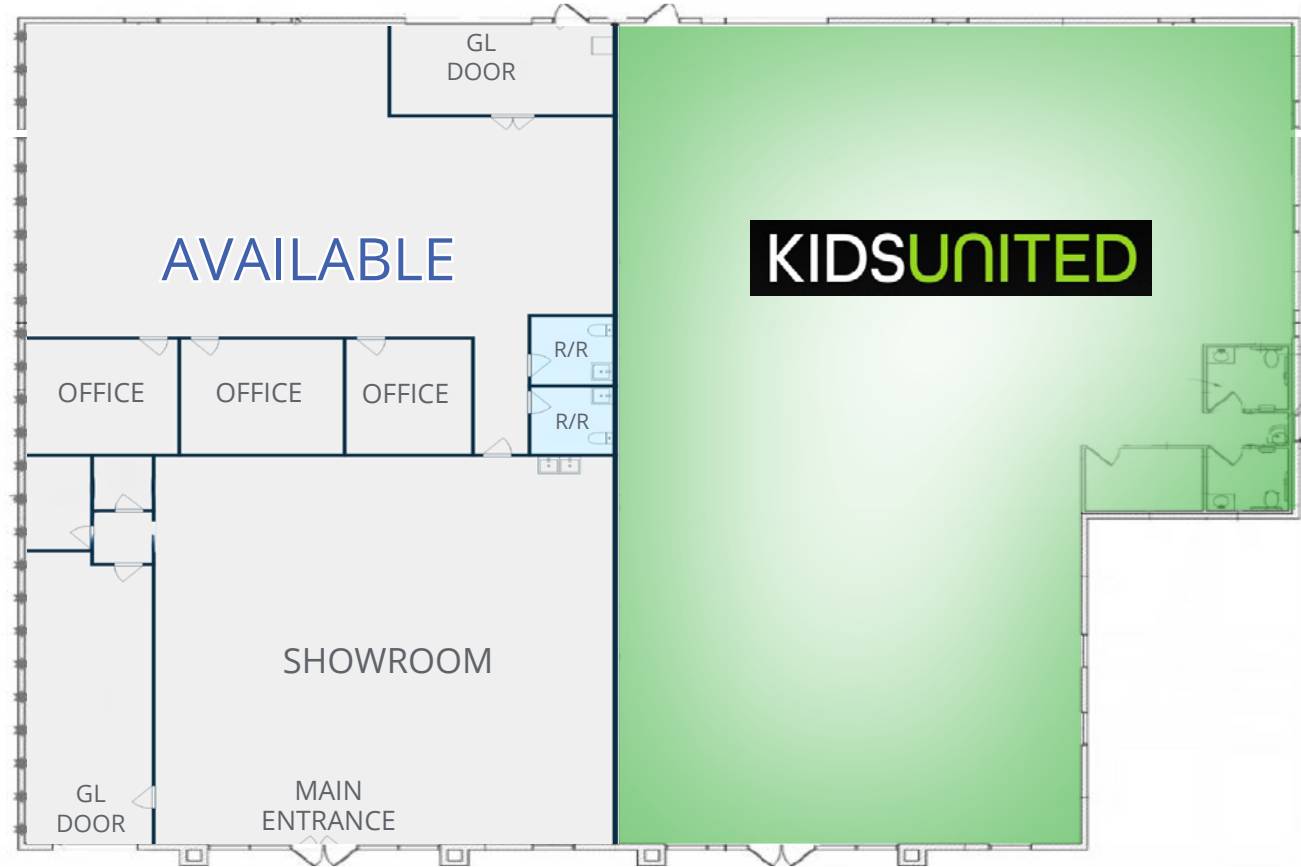 GL
DOOR
AVAILABLE
KIDSUNITED
R/R
OFFICE
OFFICE
OFFICE
R/R
SHOWROOM
GL
DOOR
MAIN
ENTRANCE